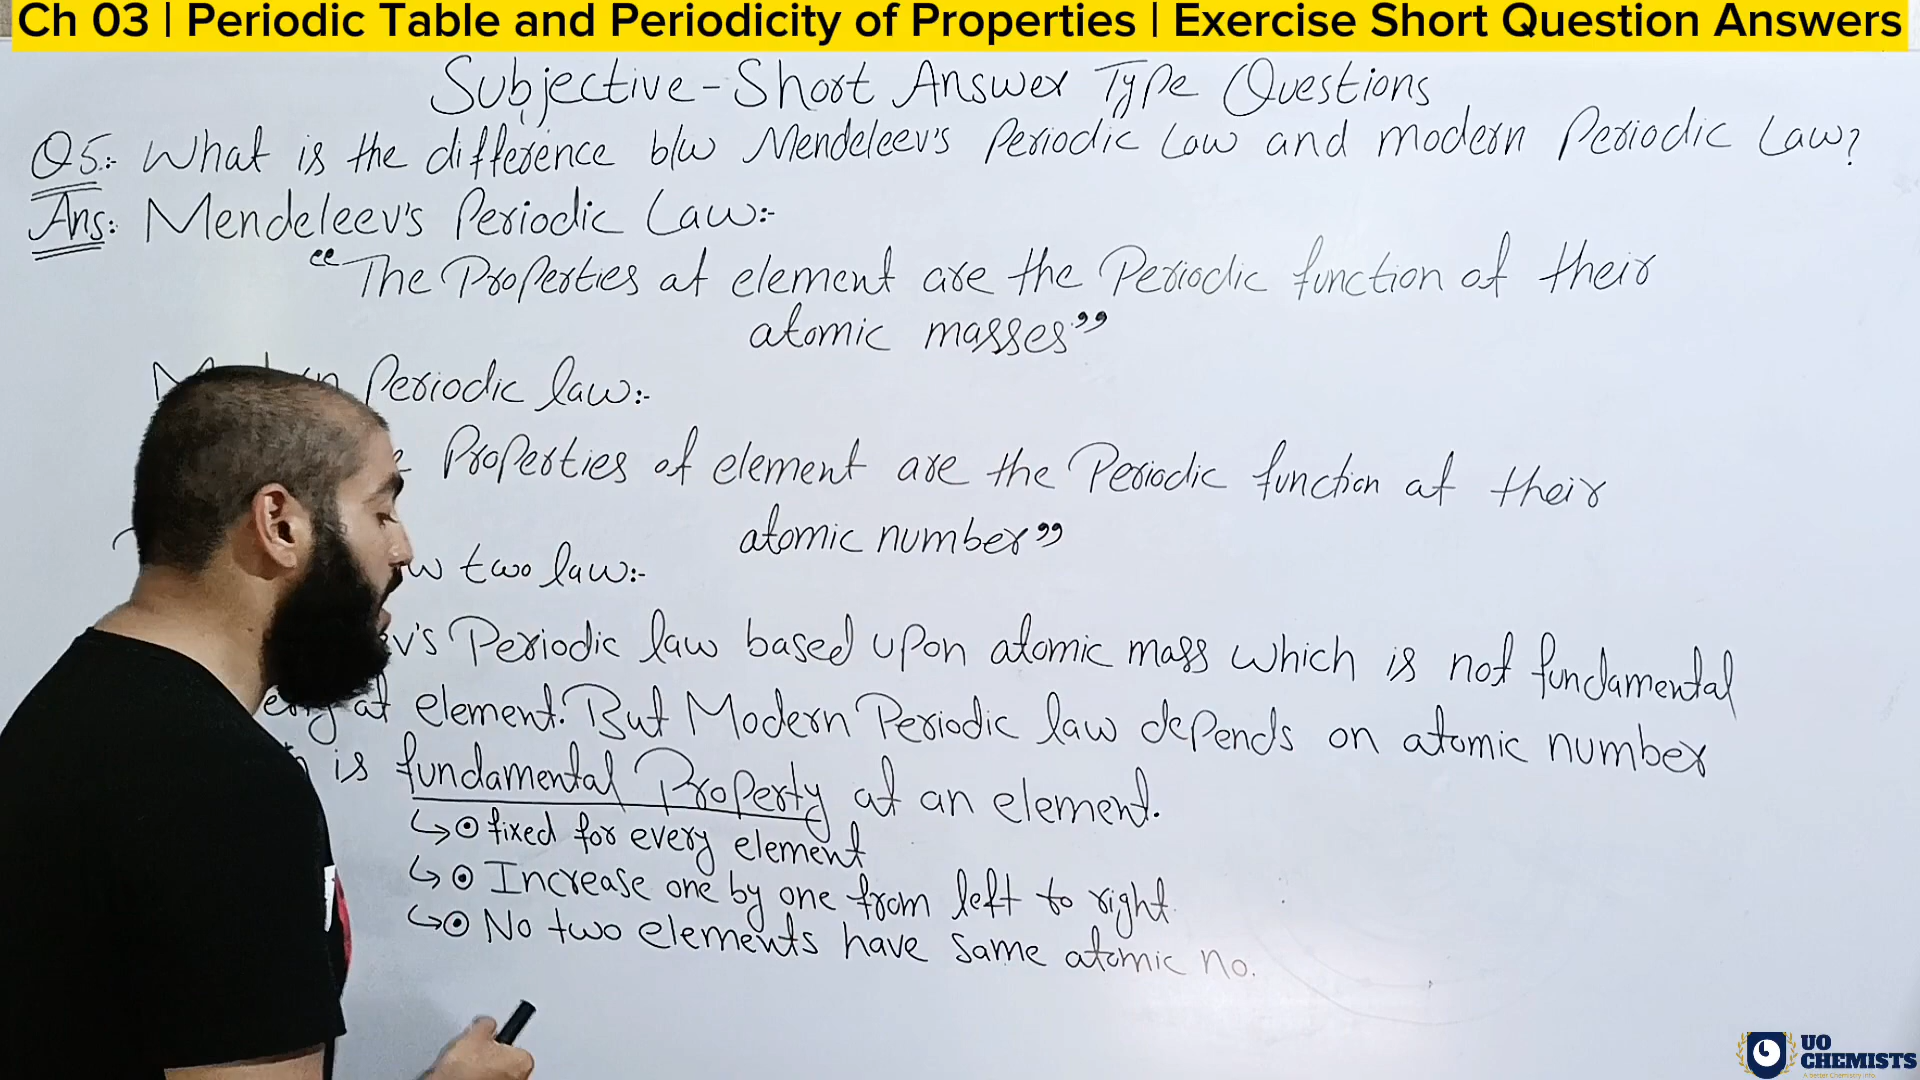 Ch 03 | Periodic Table and Periodicity of Properties | Exercise Short Question Answers
Subjective-Short Answer Type Questions
Q5:- What is the difference b/w Mendeleev's Periodic Law and modern Periodic Law?
Ans: Mendeleev's Periodic Law:-
"The Properties of element are the Periodic function of their
atomic masses"
Periodic law:-
Properties of element are the Periodic function of their
atomic number"
two law:-
v's Periodic law based upon atomic mass which is not fundamental
of element. But Modern Periodic law depends on atomic number
is fundamental Property of an element.
↳⊙ fixed for every element
↳⊙ Increase one by one from left to right.
↳⊙ No two elements have same atomic no.
UO
CHEMISTS